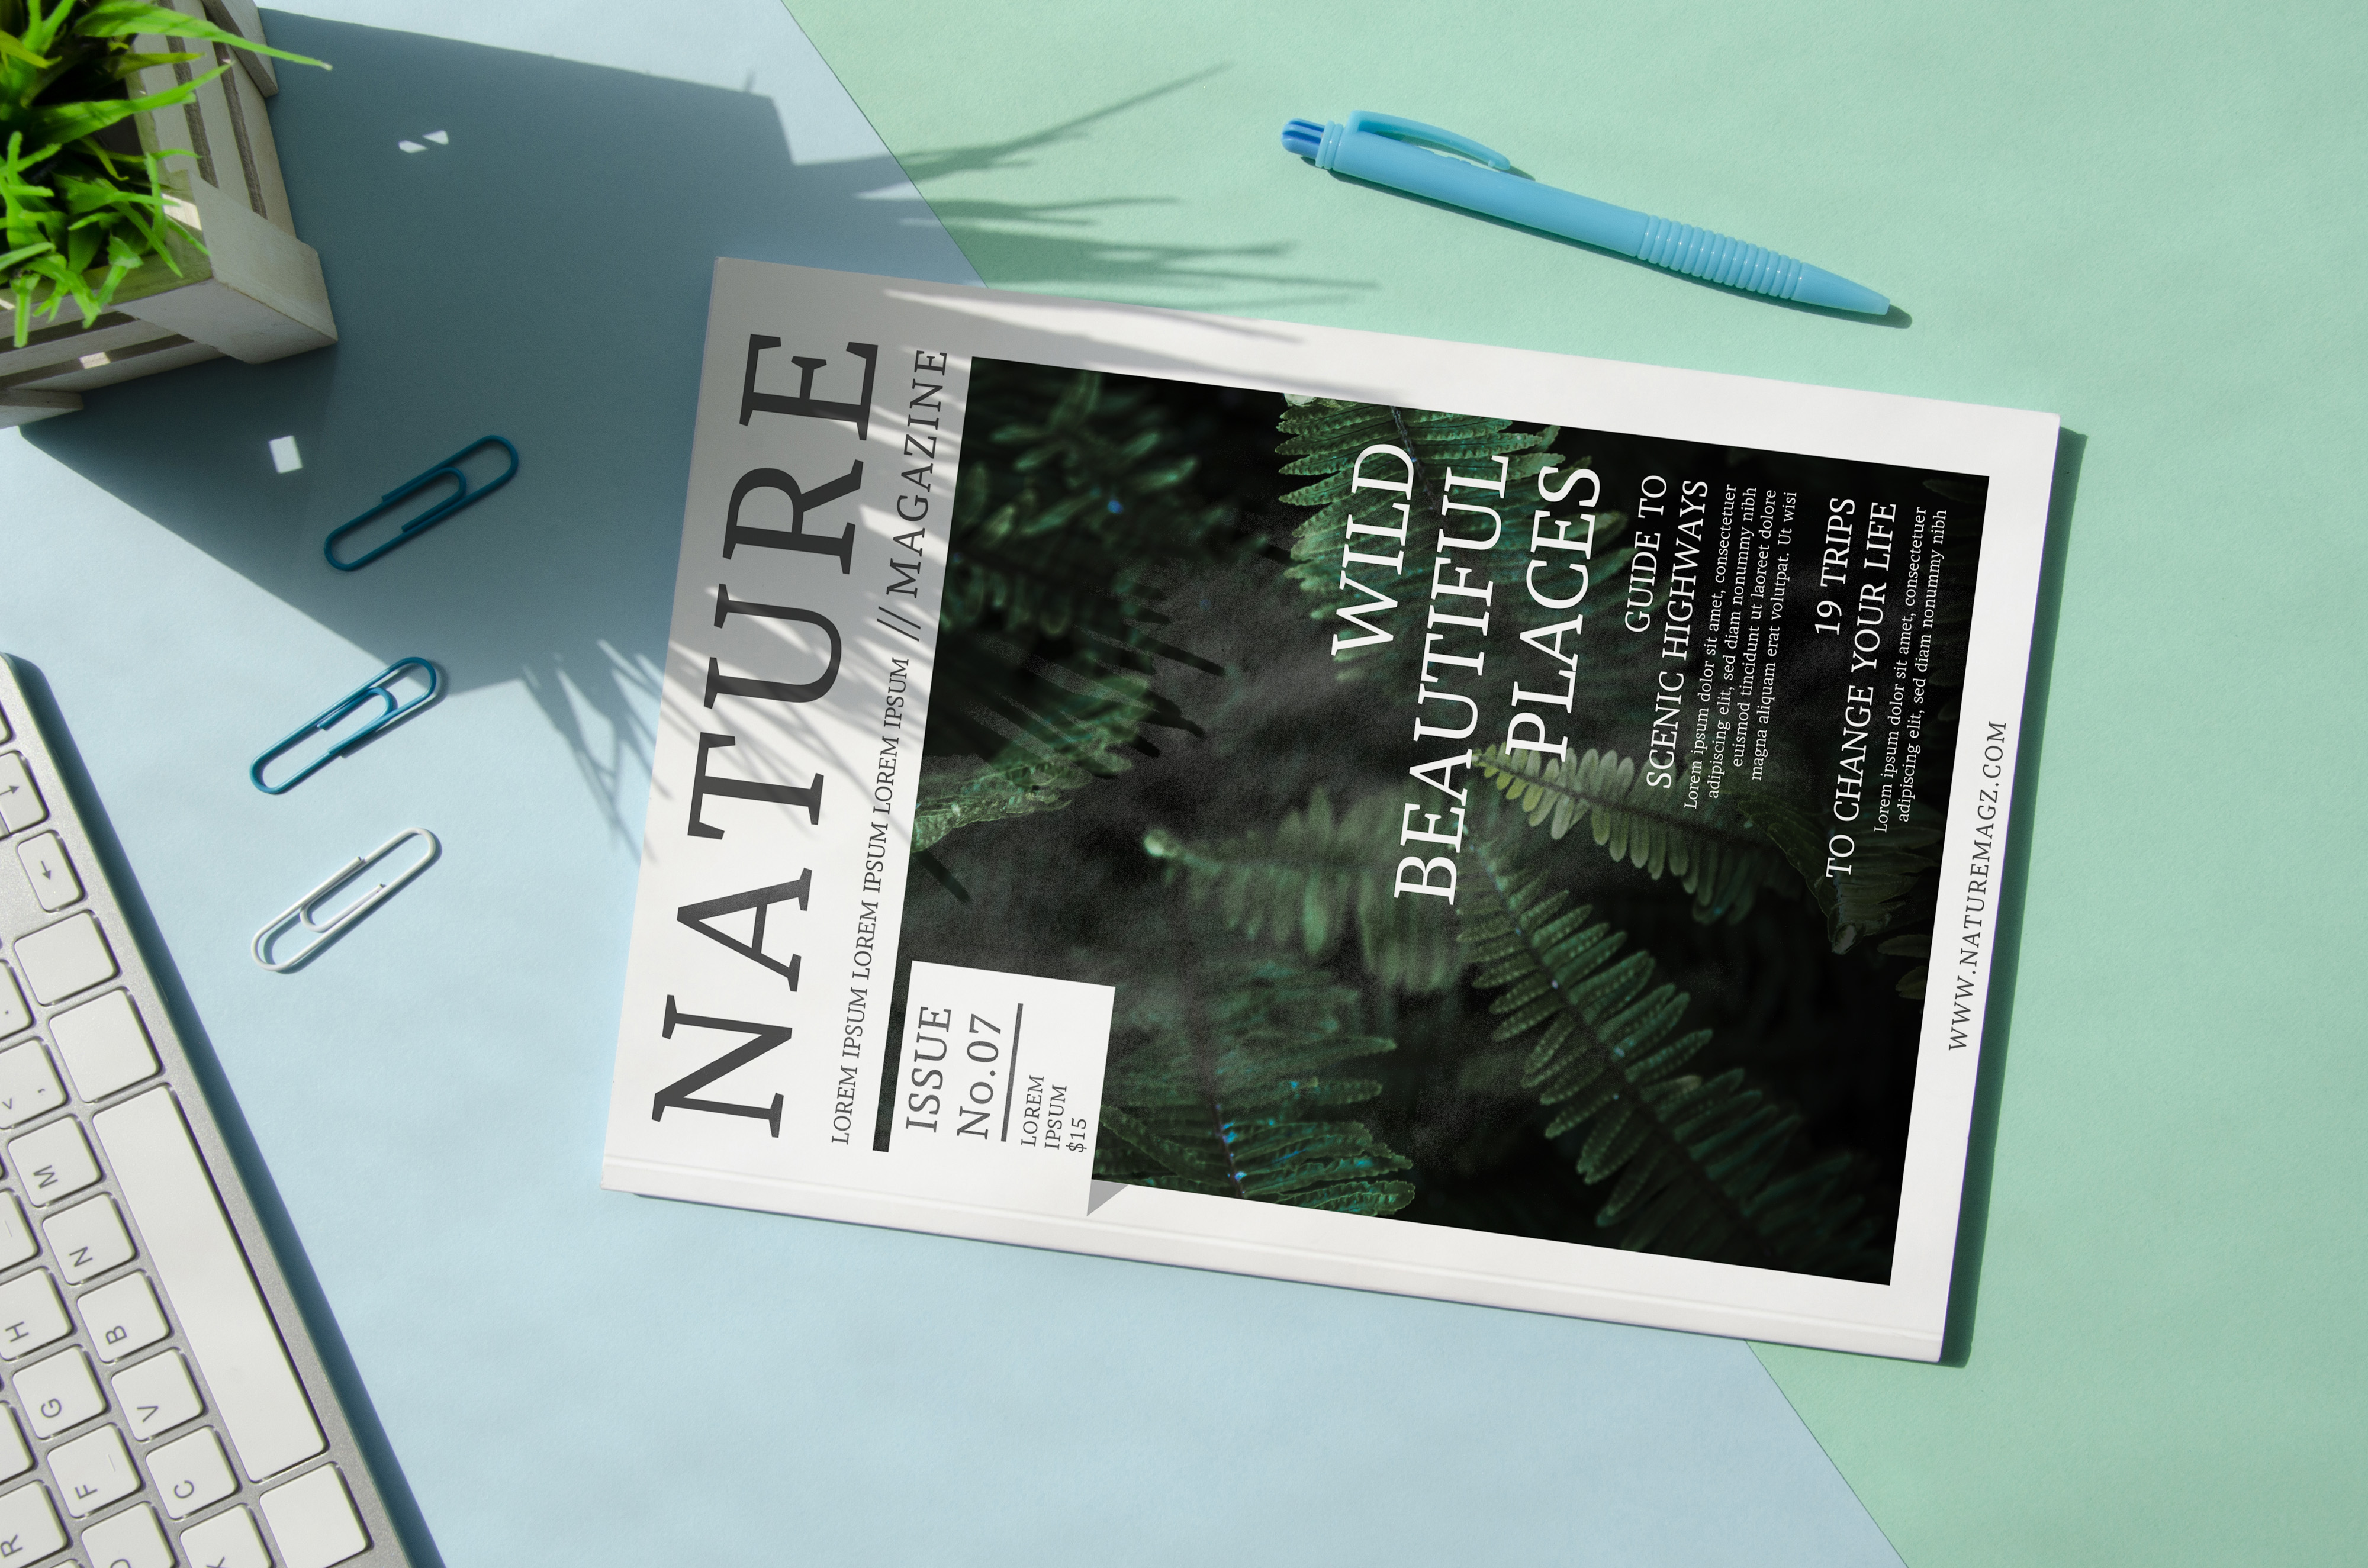 NATURE
LOREM IPSUM LOREM IPSUM LOREM IPSUM LOREM IPSUM /// MAGAZINE
ISSUE
No.07
LOREM
IPSUM
$15
WILD
BEAUTIFUL
PLACES
GUIDE TO
SCENIC HIGHWAYS
Lorem ipsum dolor sit amet, consectetuer
adipiscing elit, sed diam nonummy nibh
euismod tincidunt ut laoreet dolore
magna aliquam erat volutpat. Ut wisi
19 TRIPS
TO CHANGE YOUR LIFE
Lorem ipsum dolor sit amet, consectetuer
adipiscing elit, sed diam nonummy nibh
WWW.NATUREMAGZ.COM
R
F
G
H
C
V
B
N
M
< ,